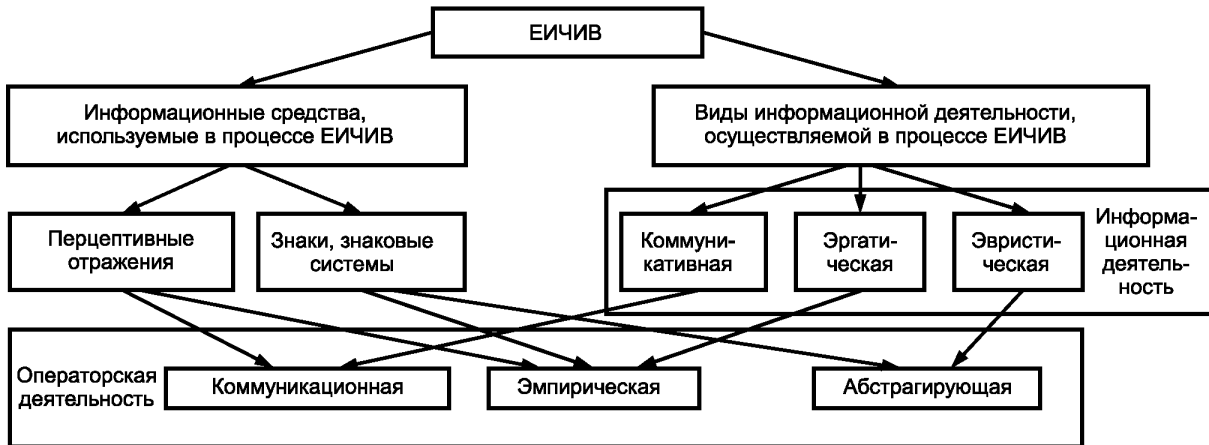 ЕИЧИВ
Информационные средства,
используемые в процессе ЕИЧИВ
Виды информационной деятельности,
осуществляемой в процессе ЕИЧИВ
Перцептивные
отражения
Знаки, знаковые
системы
Коммуни-
кативная
Эргати-
ческая
Эвристи-
ческая
Информа-
ционная
деятель-
ность
Операторская
деятельность
Коммуникационная
Эмпирическая
Абстрагирующая